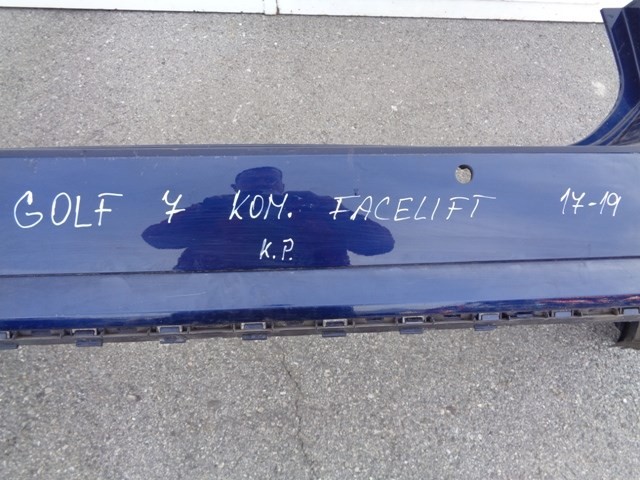 GOLF 7 KOM. FACELIFT 17-19
K.P.